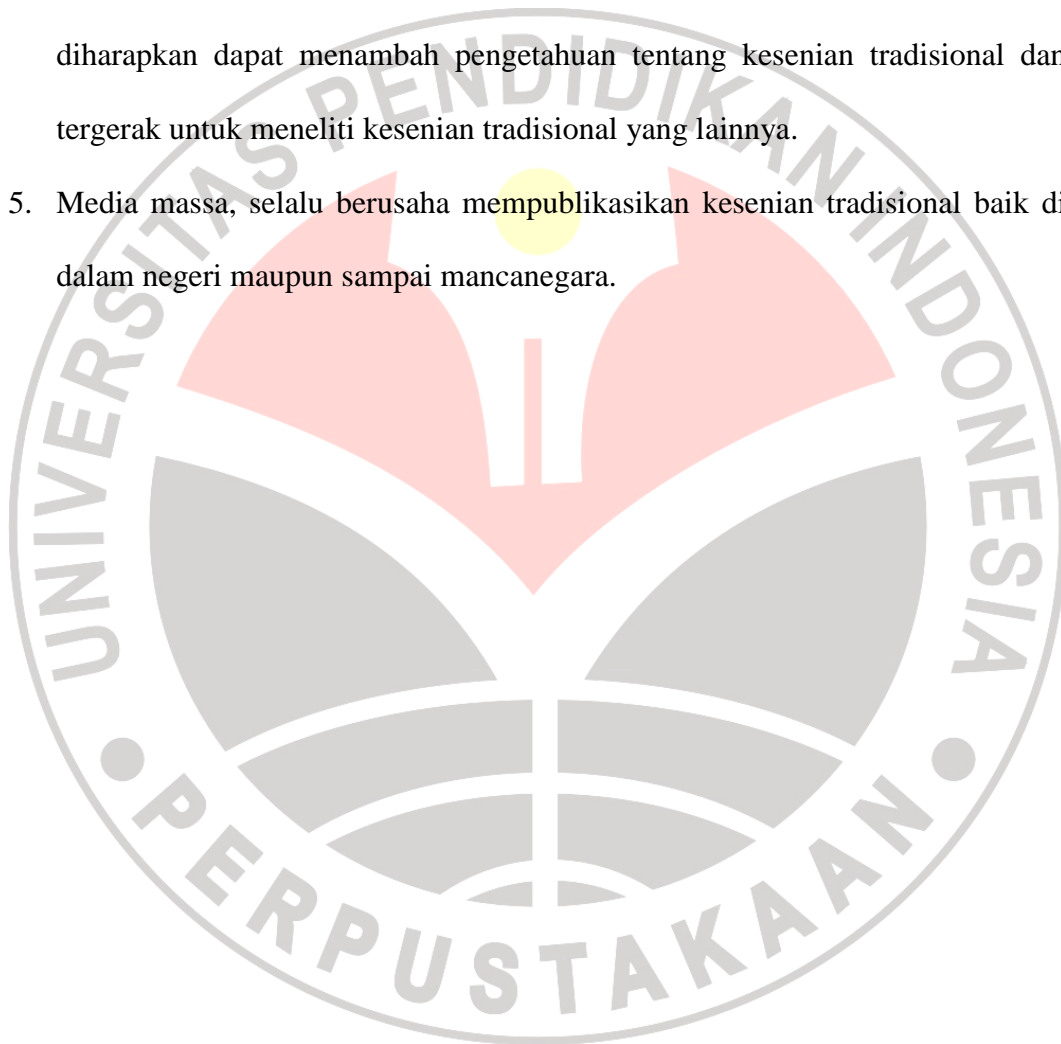 diharapkan dapat menambah pengetahuan tentang kesenian tradisional dan
tergerak untuk meneliti kesenian tradisional yang lainnya.
5. Media massa, selalu berusaha mempublikasikan kesenian tradisional baik di
dalam negeri maupun sampai mancanegara.
UNIVERSITAS PENDIDIKAN INDONESIA
PERPUSTAKAAN